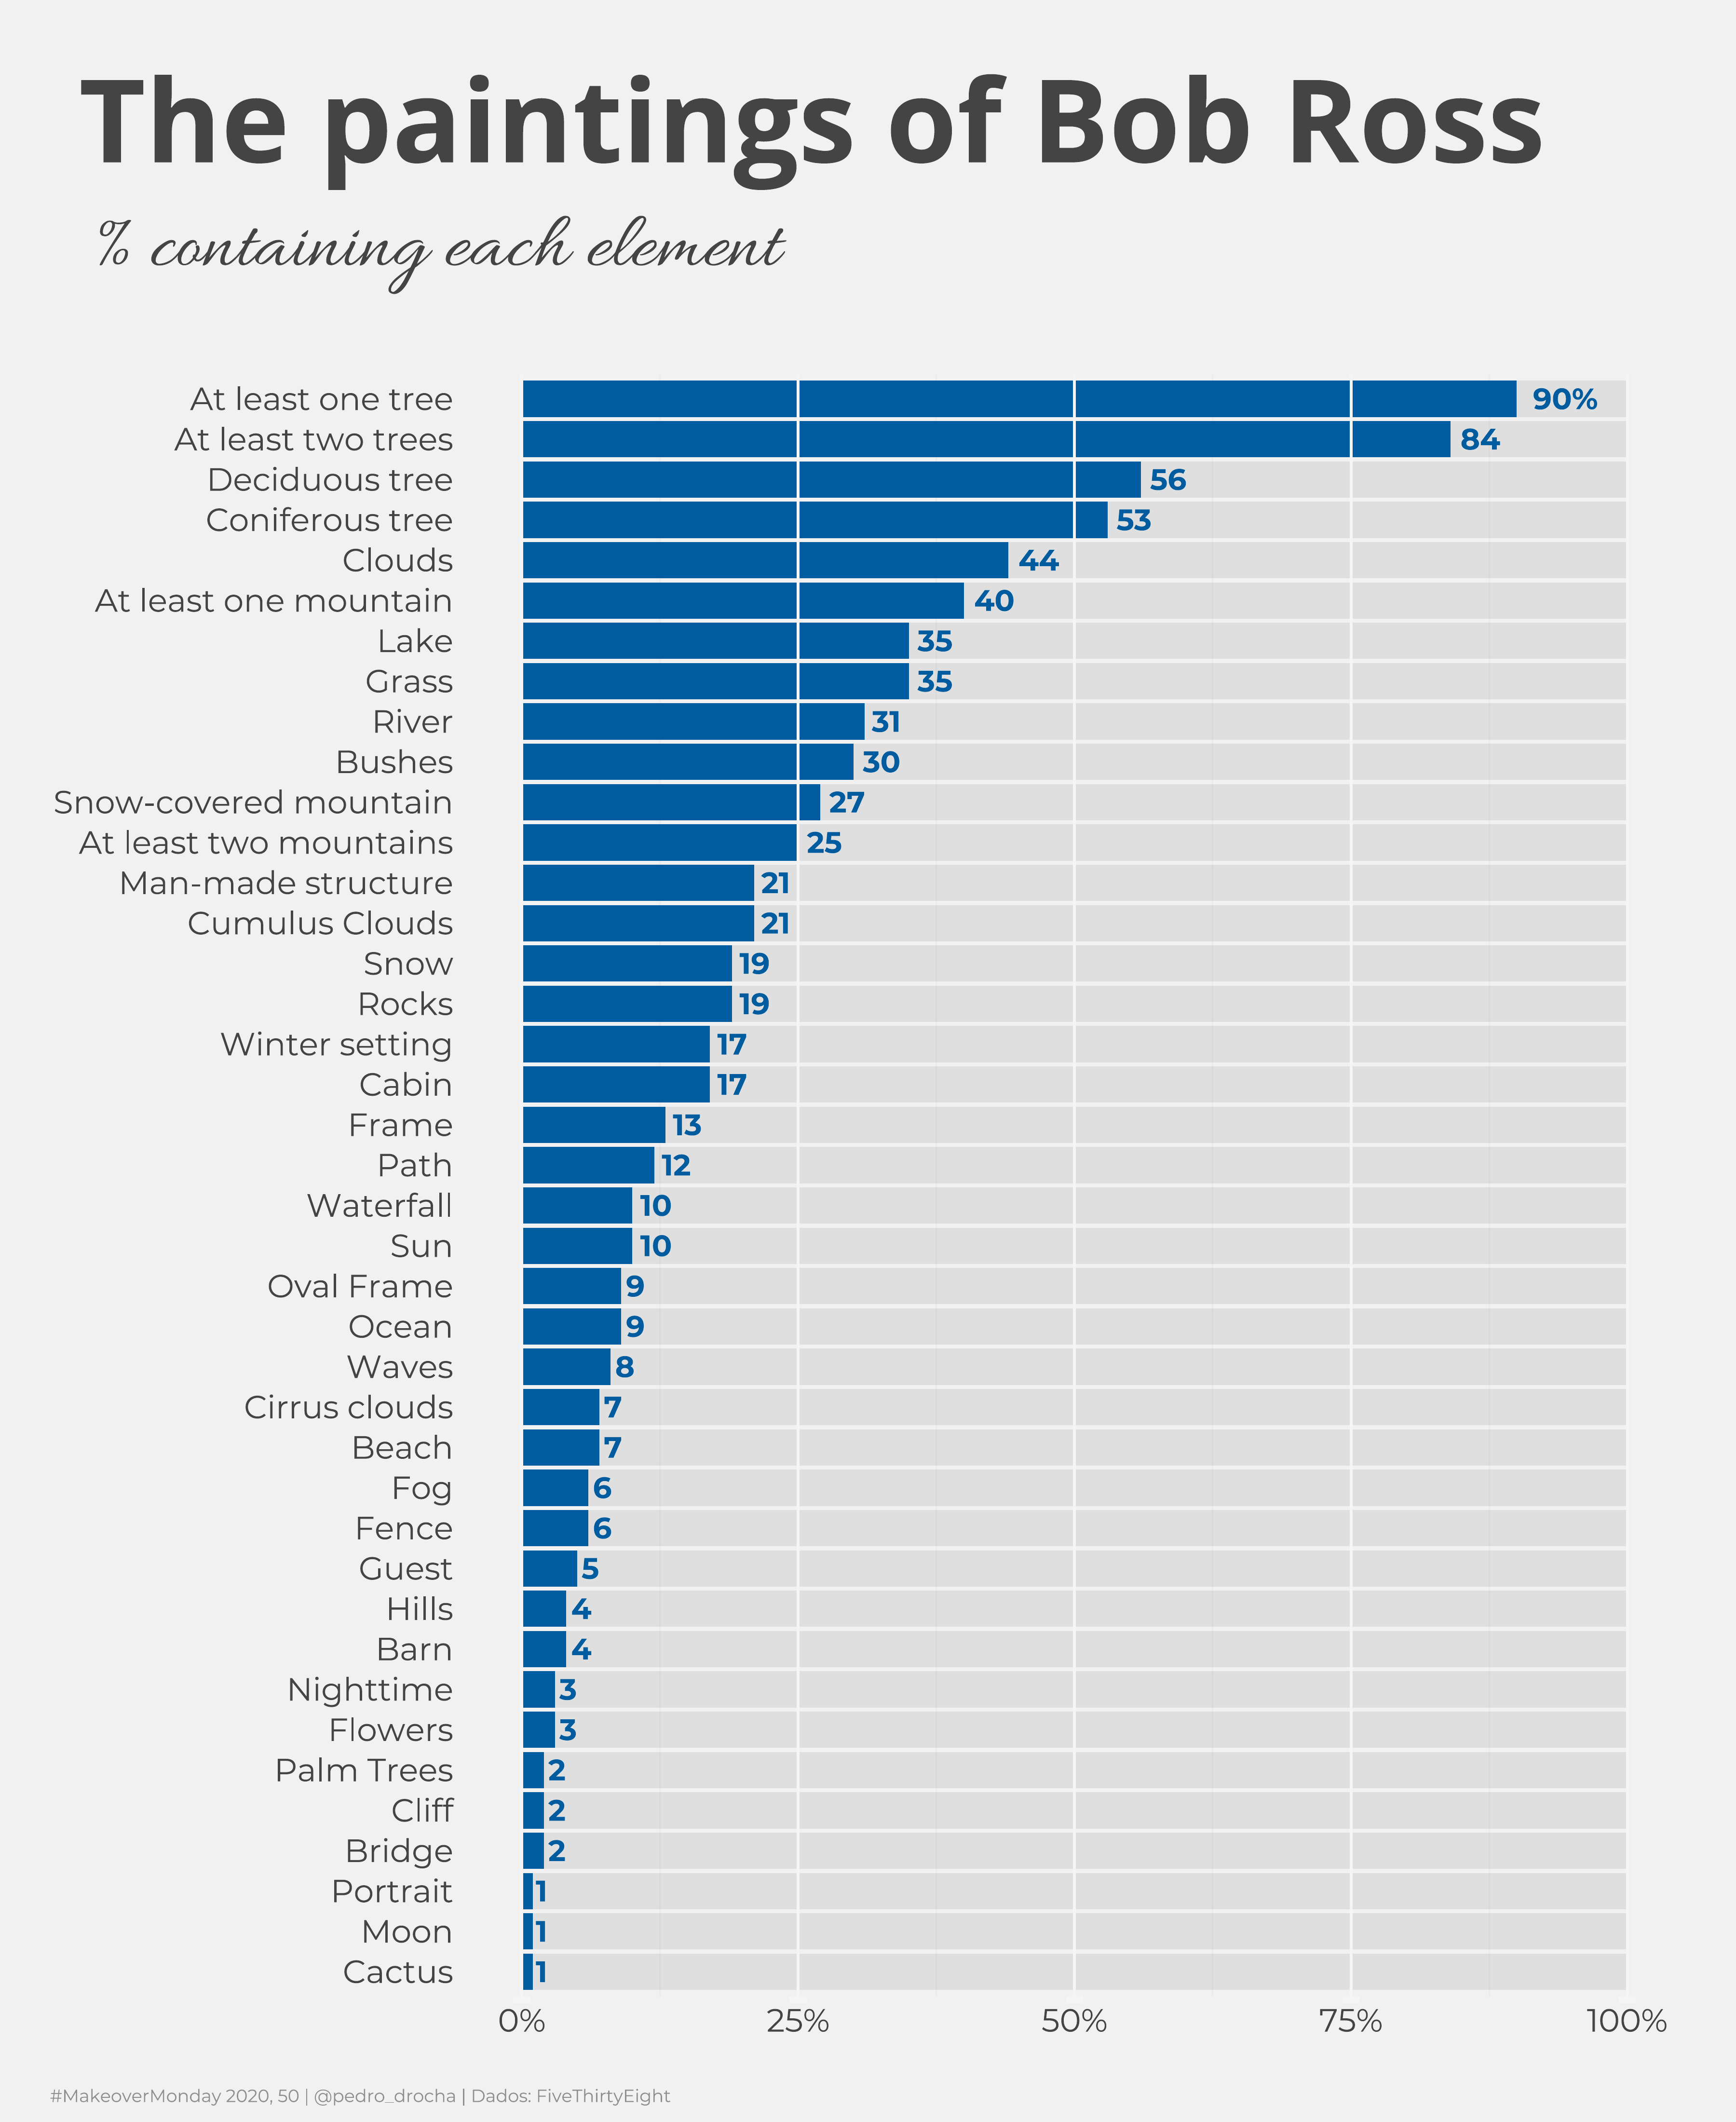 The paintings of Bob Ross
% containing each element
At least one tree 90%
At least two trees 84
Deciduous tree 56
Coniferous tree 53
Clouds 44
At least one mountain 40
Lake 35
Grass 35
River 31
Bushes 30
Snow-covered mountain 27
At least two mountains 25
Man-made structure 21
Cumulus Clouds 21
Snow 19
Rocks 19
Winter setting 17
Cabin 17
Frame 13
Path 12
Waterfall 10
Sun 10
Oval Frame 9
Ocean 9
Waves 8
Cirrus clouds 7
Beach 7
Fog 6
Fence 6
Guest 5
Hills 4
Barn 4
Nighttime 3
Flowers 3
Palm Trees 2
Cliff 2
Bridge 2
Portrait 1
Moon 1
Cactus 1
0% 25% 50% 75% 100%
#MakeoverMonday 2020, 50 | @pedro_drocha | Dados: FiveThirtyEight